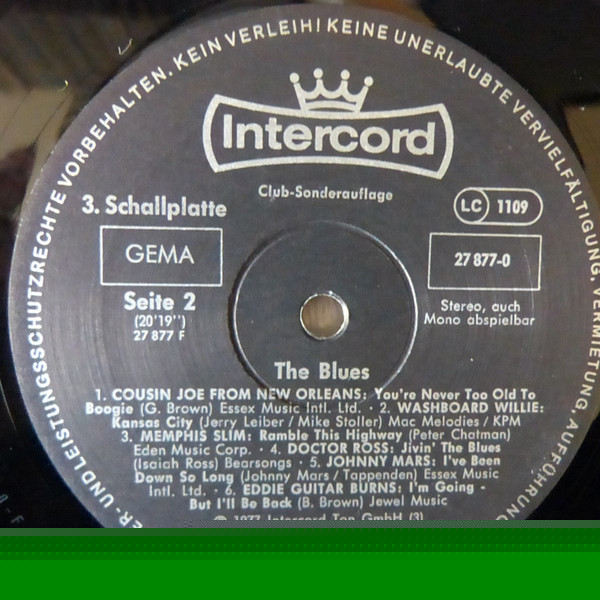 UND LEISTUNGSSCHUTZRECHTE VORBEHALTEN. KEIN VERLEIH! KEINE UNERLAUBTE VERVIELFÄLTIGUNG, VERMIETUNG, AUFFÜHRUNG
Intercord
Club-Sonderauflage
3. Schallplatte
LC 1109
GEMA
27 877-0
Seite 2
(20'19'')
27 877 F
Stereo, auch
Mono abspielbar
The Blues
1. COUSIN JOE FROM NEW ORLEANS: You're Never Too Old To
Boogie (G. Brown) Essex Music Intl. Ltd. · 2. WASHBOARD WILLIE:
Kansas City (Jerry Leiber / Mike Stoller) Mac Melodies / KPM
3. MEMPHIS SLIM: Ramble This Highway (Peter Chatman)
Eden Music Corp. · 4. DOCTOR ROSS: Jivin' The Blues
(Isaiah Ross) Bearsongs · 5. JOHNNY MARS: I've Been
Down So Long (Johnny Mars / Tappenden) Essex Music
Intl. Ltd. · 6. EDDIE GUITAR BURNS: I'm Going -
But I'll Be Back (B. Brown) Jewel Music
℗ 1977 Intercord Ton GmbH (3)